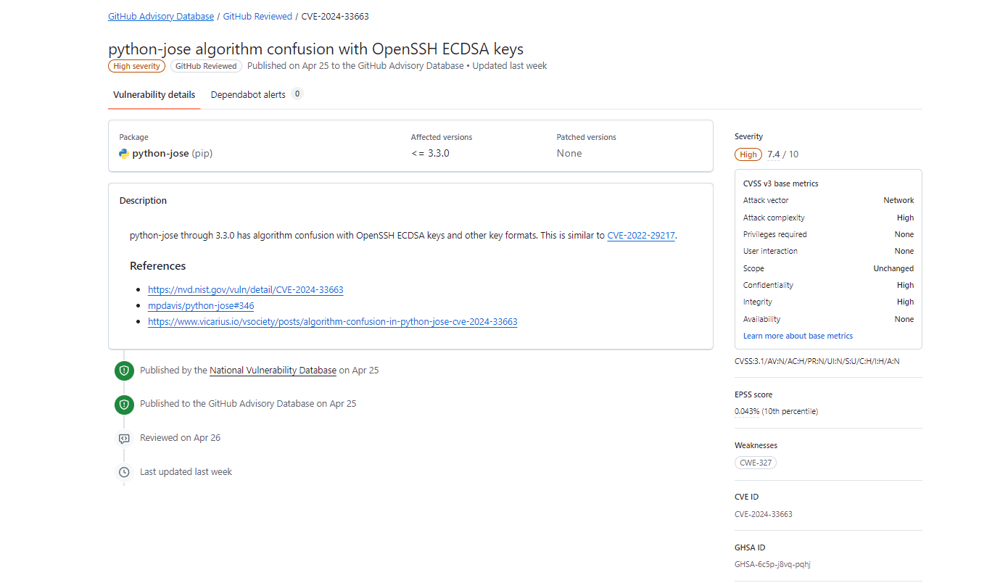 GitHub Advisory Database / GitHub Reviewed / CVE-2024-33663
python-jose algorithm confusion with OpenSSH ECDSA keys
High severity GitHub Reviewed Published on Apr 25 to the GitHub Advisory Database • Updated last week
Vulnerability details Dependabot alerts 0
Package Affected versions Patched versions
python-jose (pip) <= 3.3.0 None
Description
python-jose through 3.3.0 has algorithm confusion with OpenSSH ECDSA keys and other key formats. This is similar to CVE-2022-29217.
References
• https://nvd.nist.gov/vuln/detail/CVE-2024-33663
• mpdavis/python-jose#346
• https://www.vicarius.io/vsociety/posts/algorithm-confusion-in-python-jose-cve-2024-33663
Published by the National Vulnerability Database on Apr 25
Published to the GitHub Advisory Database on Apr 25
Reviewed on Apr 26
Last updated last week
Severity
High 7.4 / 10
CVSS v3 base metrics
Attack vector Network
Attack complexity High
Privileges required None
User interaction None
Scope Unchanged
Confidentiality High
Integrity High
Availability None
Learn more about base metrics
CVSS:3.1/AV:N/AC:H/PR:N/UI:N/S:U/C:H/I:H/A:N
EPSS score
0.043% (10th percentile)
Weaknesses
CWE-327
CVE ID
CVE-2024-33663
GHSA ID
GHSA-6c5p-j8vq-pqhj